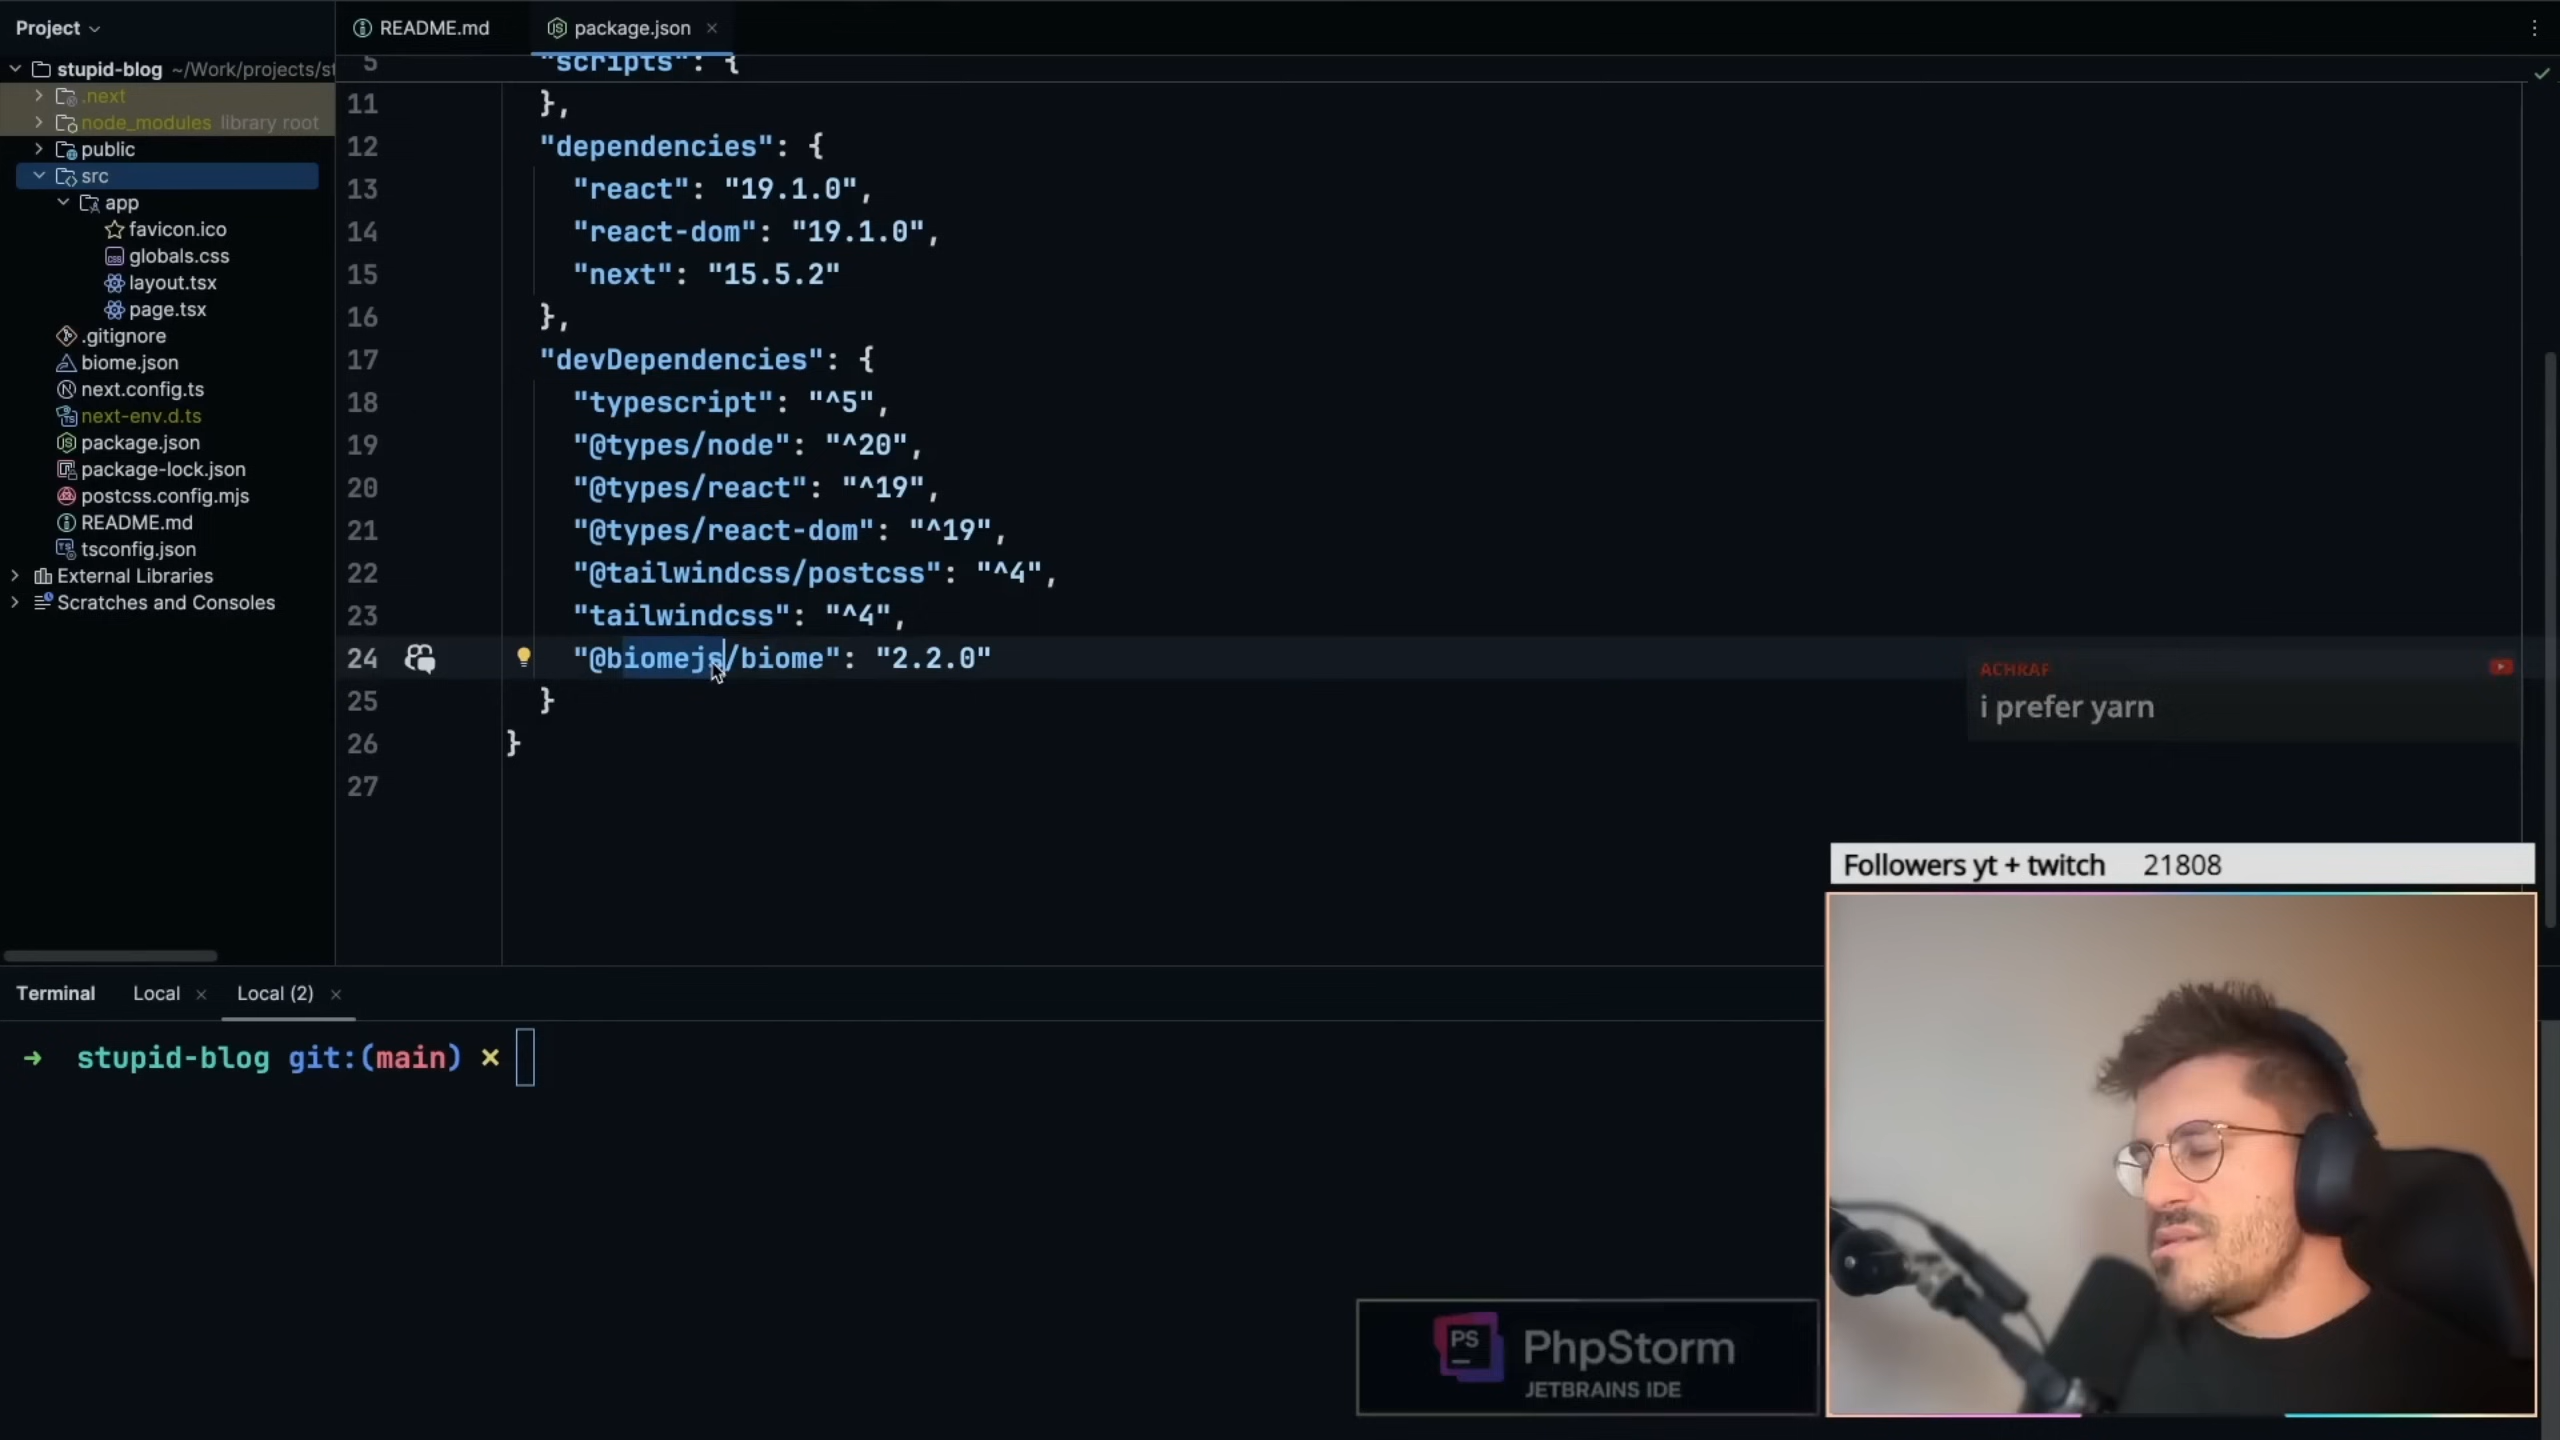 Project
README.md
package.json
stupid-blog ~/Work/projects/st
.next
node_modules library root
public
src
app
favicon.ico
globals.css
layout.tsx
page.tsx
.gitignore
biome.json
next.config.ts
next-env.d.ts
package.json
package-lock.json
postcss.config.mjs
README.md
tsconfig.json
External Libraries
Scratches and Consoles
5 "scripts": {
11 },
12 "dependencies": {
13 "react": "19.1.0",
14 "react-dom": "19.1.0",
15 "next": "15.5.2"
16 },
17 "devDependencies": {
18 "typescript": "^5",
19 "@types/node": "^20",
20 "@types/react": "^19",
21 "@types/react-dom": "^19",
22 "@tailwindcss/postcss": "^4",
23 "tailwindcss": "^4",
24 "@biomejs/biome": "2.2.0"
25 }
26 }
27
ACHRAF
i prefer yarn
Followers yt + twitch 21808
Terminal Local Local (2)
→ stupid-blog git:(main) ✗
PS
PhpStorm
JETBRAINS IDE